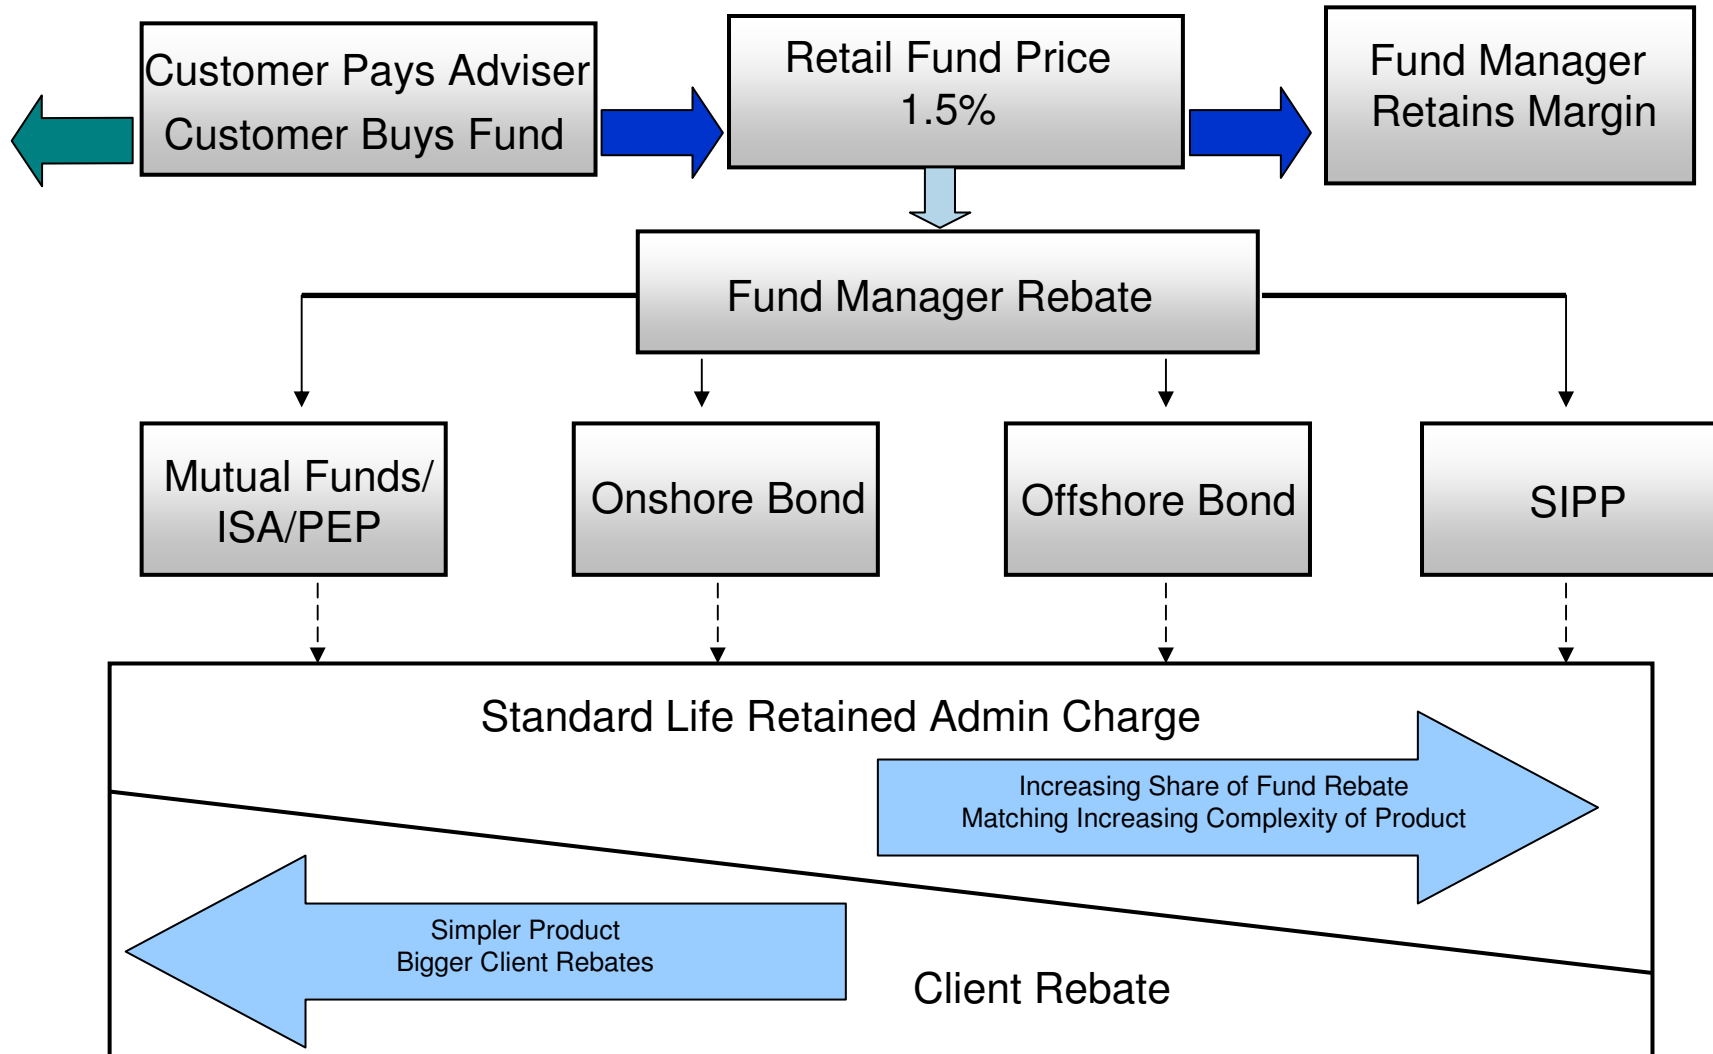 Customer Pays Adviser
Customer Buys Fund
Retail Fund Price
1.5%
Fund Manager
Retains Margin
Fund Manager Rebate
Mutual Funds/
ISA/PEP
Onshore Bond
Offshore Bond
SIPP
Standard Life Retained Admin Charge
Increasing Share of Fund Rebate
Matching Increasing Complexity of Product
Simpler Product
Bigger Client Rebates
Client Rebate